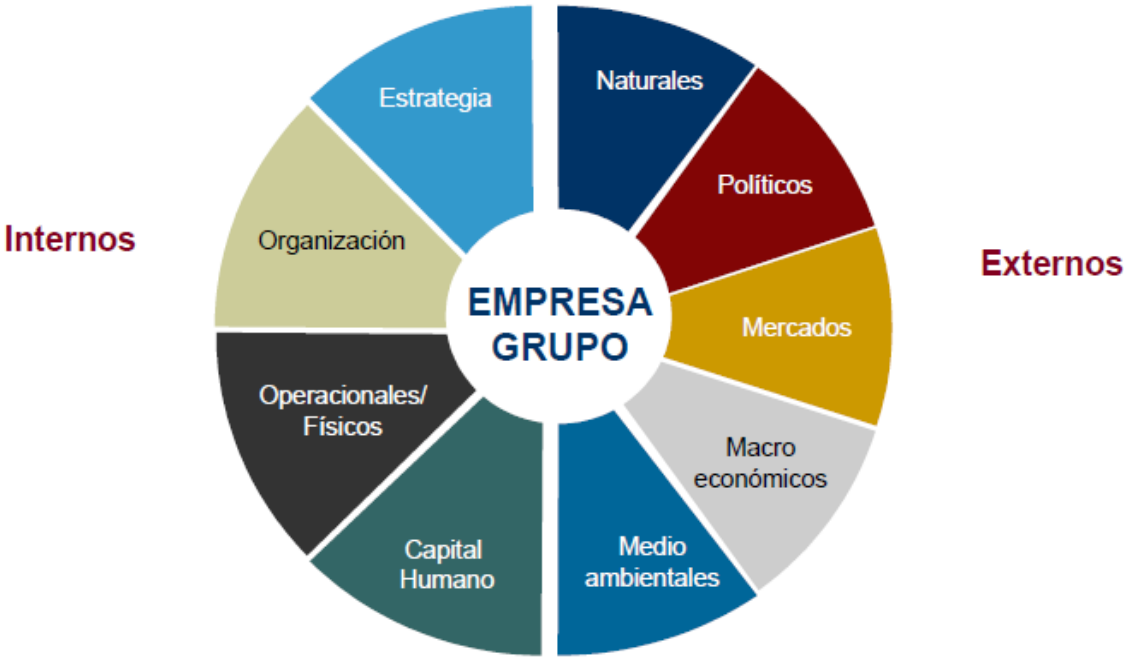 Estrategia
Naturales
Políticos
Organización
Internos
Externos
EMPRESA
GRUPO
Mercados
Operacionales/
Físicos
Macro
económicos
Capital
Humano
Medio
ambientales